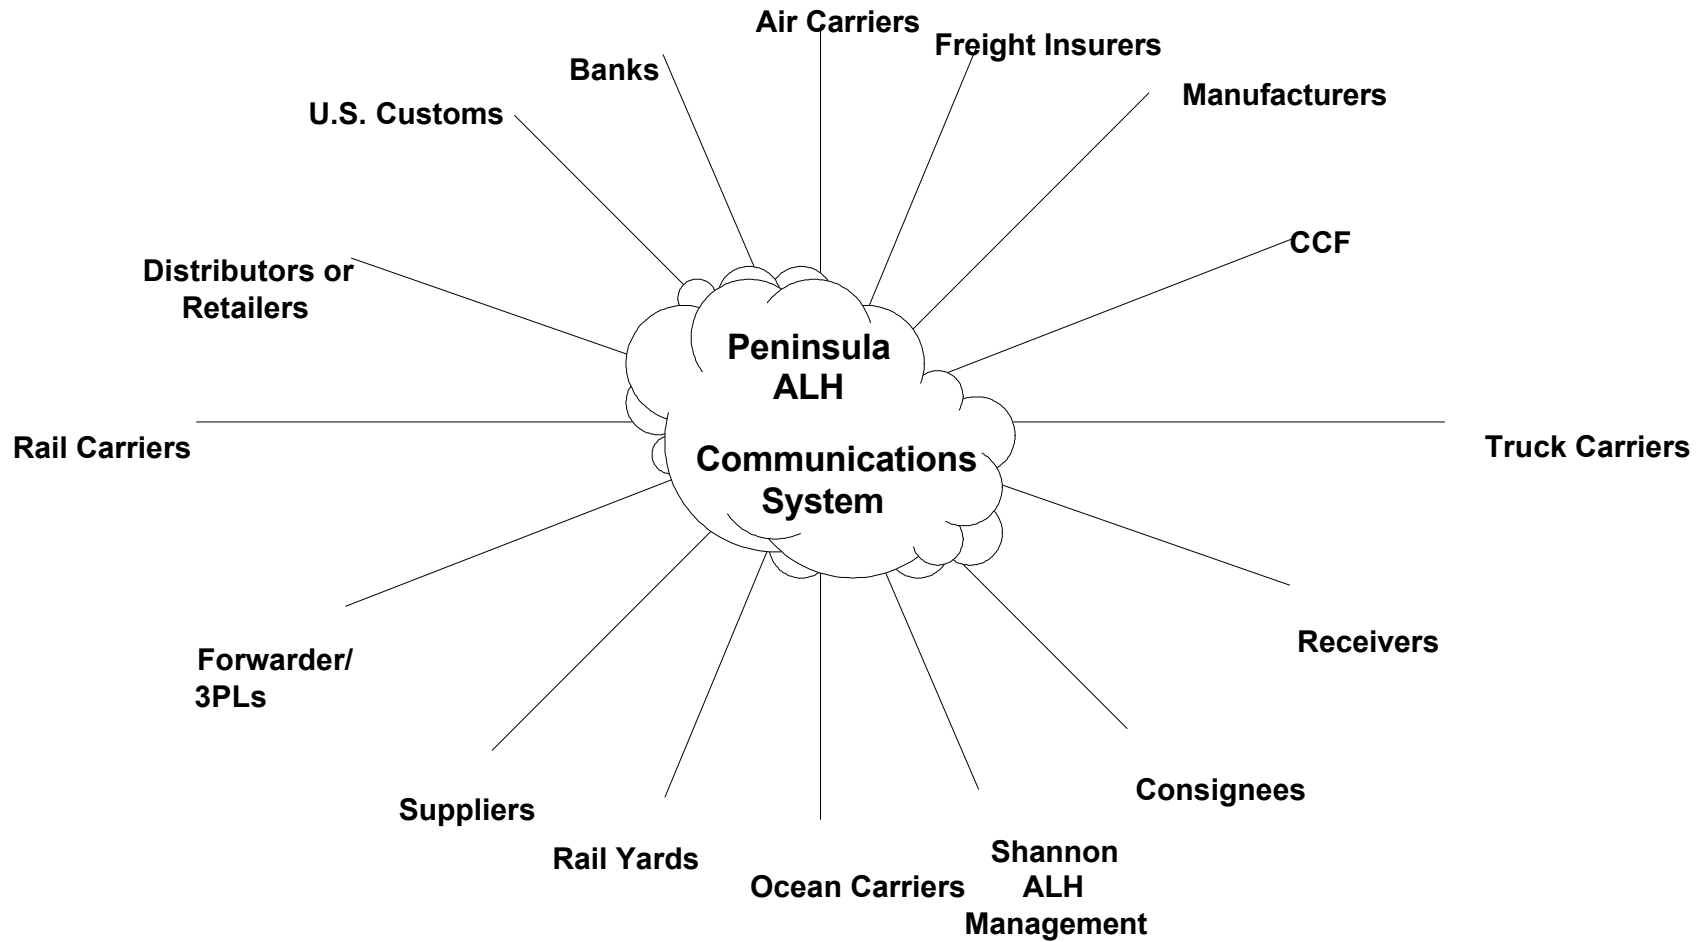 Air Carriers
Freight Insurers
Banks
Manufacturers
U.S. Customs
CCF
Distributors or
Retailers
Peninsula
ALH
Communications
System
Rail Carriers
Truck Carriers
Receivers
Forwarder/
3PLs
Consignees
Suppliers
Rail Yards
Ocean Carriers
Shannon
ALH
Management